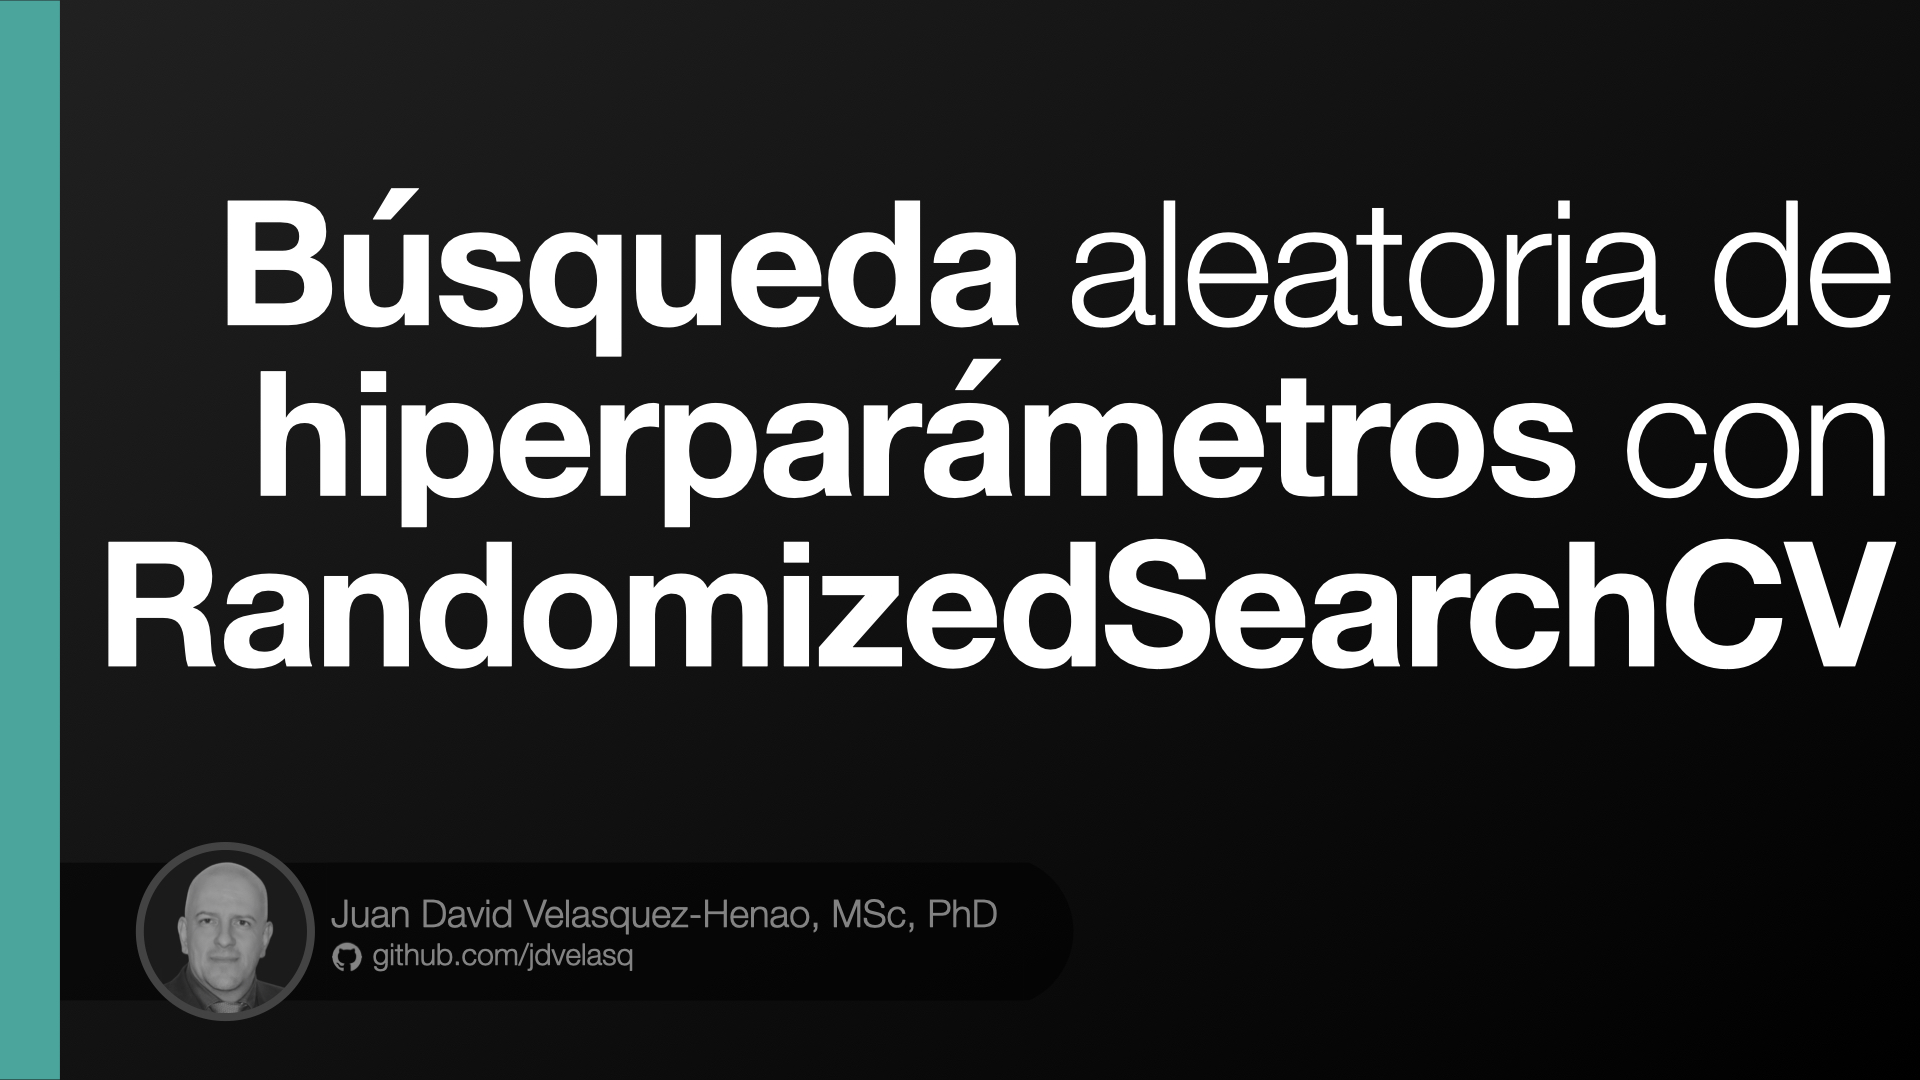 Búsqueda aleatoria de
hiperparámetros con
RandomizedSearchCV
Juan David Velasquez-Henao, MSc, PhD
github.com/jdvelasq